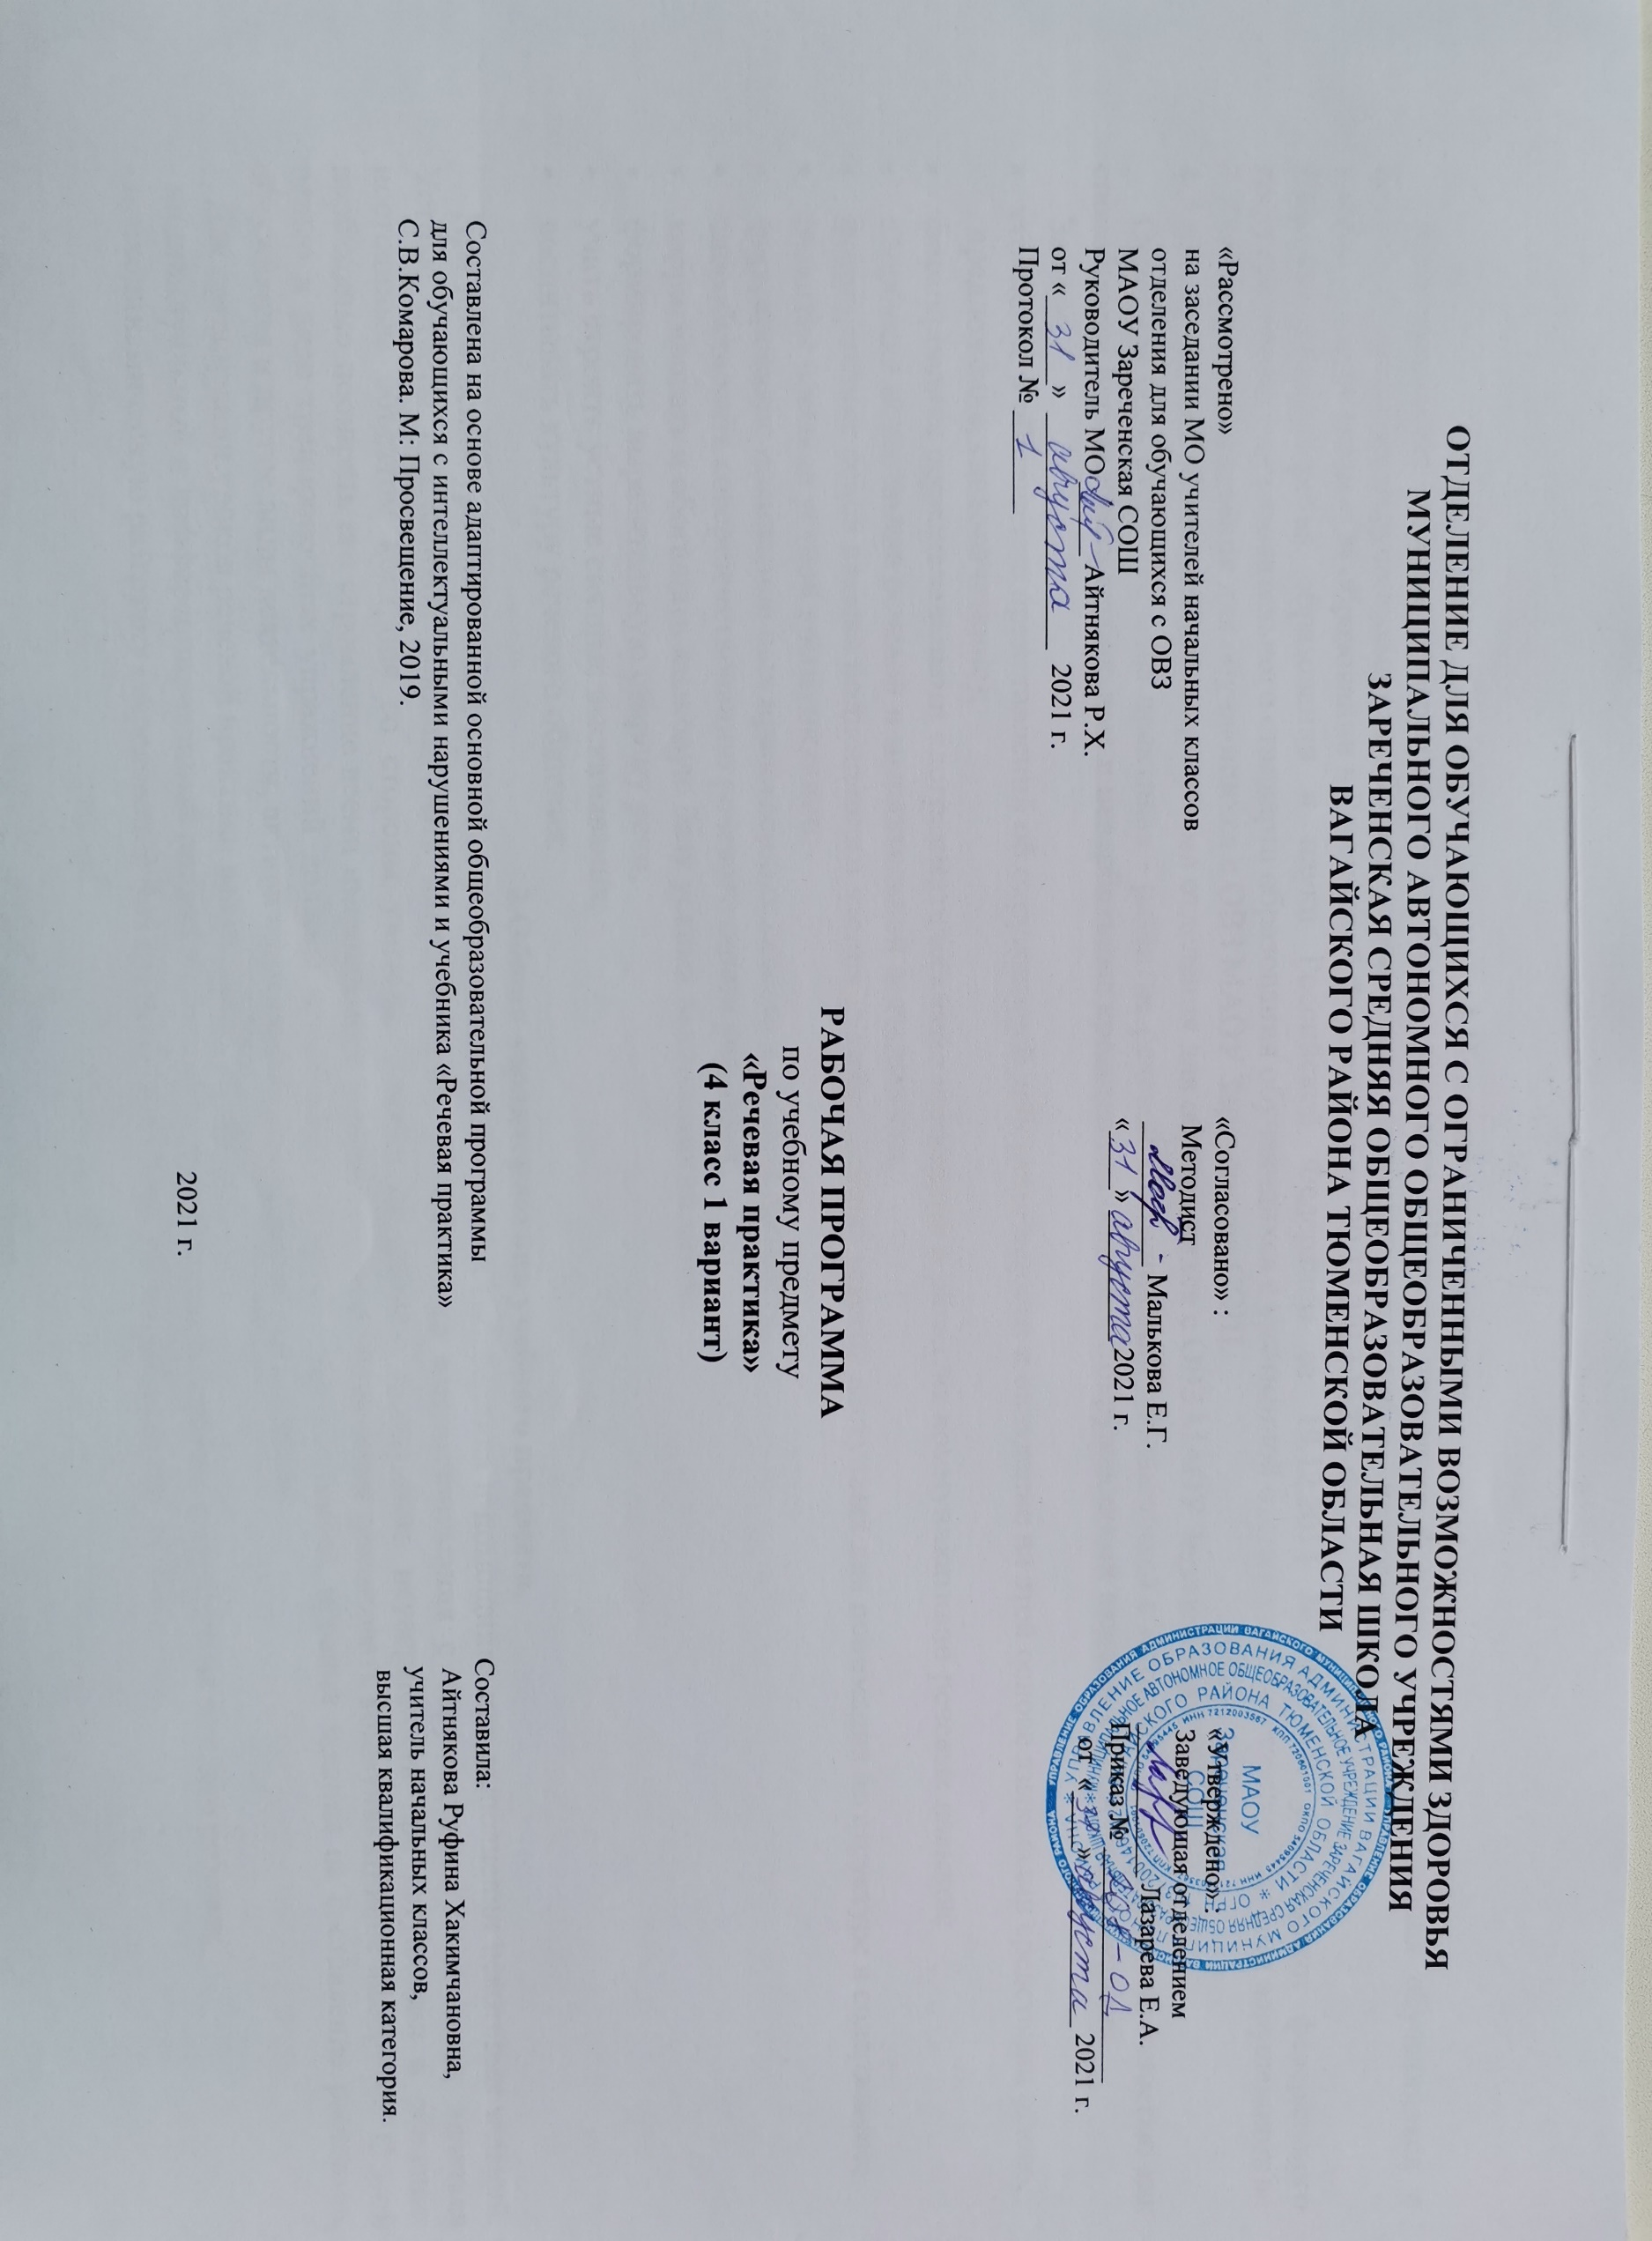 ОТДЕЛЕНИЕ ДЛЯ ОБУЧАЮЩИХСЯ С ОГРАНИЧЕННЫМИ ВОЗМОЖНОСТЯМИ ЗДОРОВЬЯ
МУНИЦИПАЛЬНОГО АВТОНОМНОГО ОБЩЕОБРАЗОВАТЕЛЬНОГО УЧРЕЖДЕНИЯ
ЗАРЕЧЕНСКАЯ СРЕДНЯЯ ОБЩЕОБРАЗОВАТЕЛЬНАЯ ШКОЛА
ВАГАЙСКОГО РАЙОНА ТЮМЕНСКОЙ ОБЛАСТИ
«Рассмотрено»
на заседании МО учителей начальных классов
отделения для обучающихся с ОВЗ
МАОУ Зареченская СОШ
Руководитель МО Айтнякова Р.Х.
от « 31 » августа 2021 г.
Протокол № 1
«Согласовано» :
Методист
Малькова Е.Г.
«31» августа 2021 г.
«Утверждено»:
Заведующая отделением
Лазарева Е.А.
Приказ №
от « » августа 2021 г.
МАОУ
Зареченская
СОШ
РАБОЧАЯ ПРОГРАММА
по учебному предмету
«Речевая практика»
(4 класс 1 вариант)
Составлена на основе адаптированной основной общеобразовательной программы
для обучающихся с интеллектуальными нарушениями и учебника «Речевая практика»
С.В.Комарова. М: Просвещение, 2019.
Составила:
Айтнякова Руфина Хакимчановна,
учитель начальных классов,
высшая квалификационная категория.
2021 г.